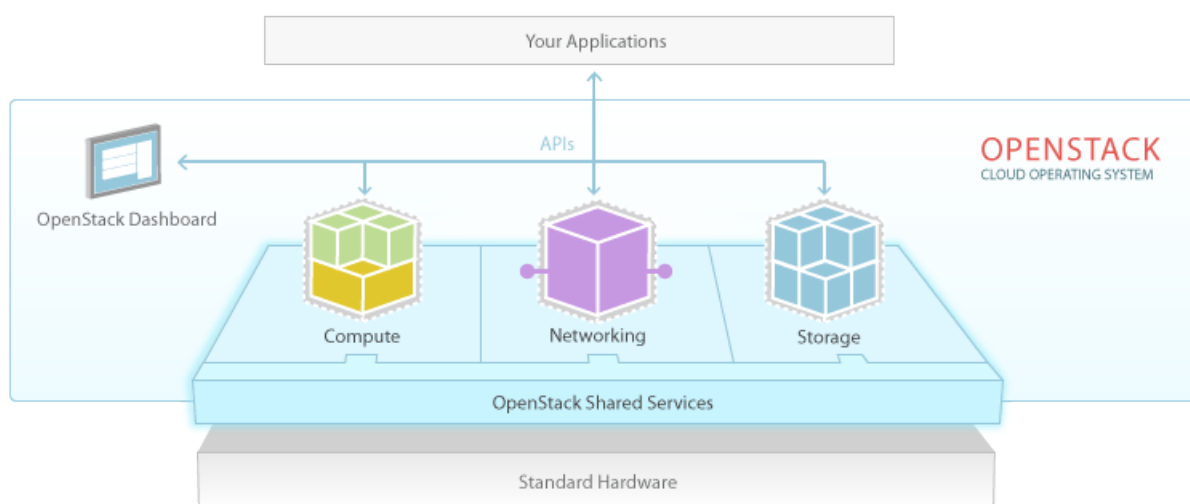 Your Applications
APIs
OPENSTACK
CLOUD OPERATING SYSTEM
OpenStack Dashboard
Compute
Networking
Storage
OpenStack Shared Services
Standard Hardware